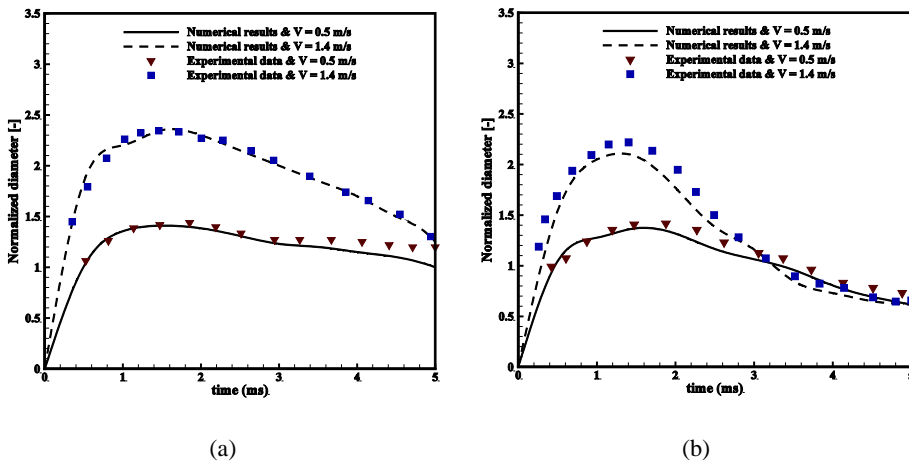 3.5
3.
2.5
2.
1.5
1.
0.5
0.
0. 1. 2. 3. 4. 5.
Normalized diameter [-]
time (ms).
Numerical results & V = 0.5 m/s
Numerical results & V = 1.4 m/s
Experimental data & V = 0.5 m/s
Experimental data & V = 1.4 m/s
(a)
3.5
3.
2.5
2.
1.5
1.
0.5
0.
0. 1. 2. 3. 4.
Normalized diameter [-]
time (ms).
Numerical results & V = 0.5 m/s
Numerical results & V = 1.4 m/s
Experimental data & V = 0.5 m/s
Experimental data & V = 1.4 m/s
(b)